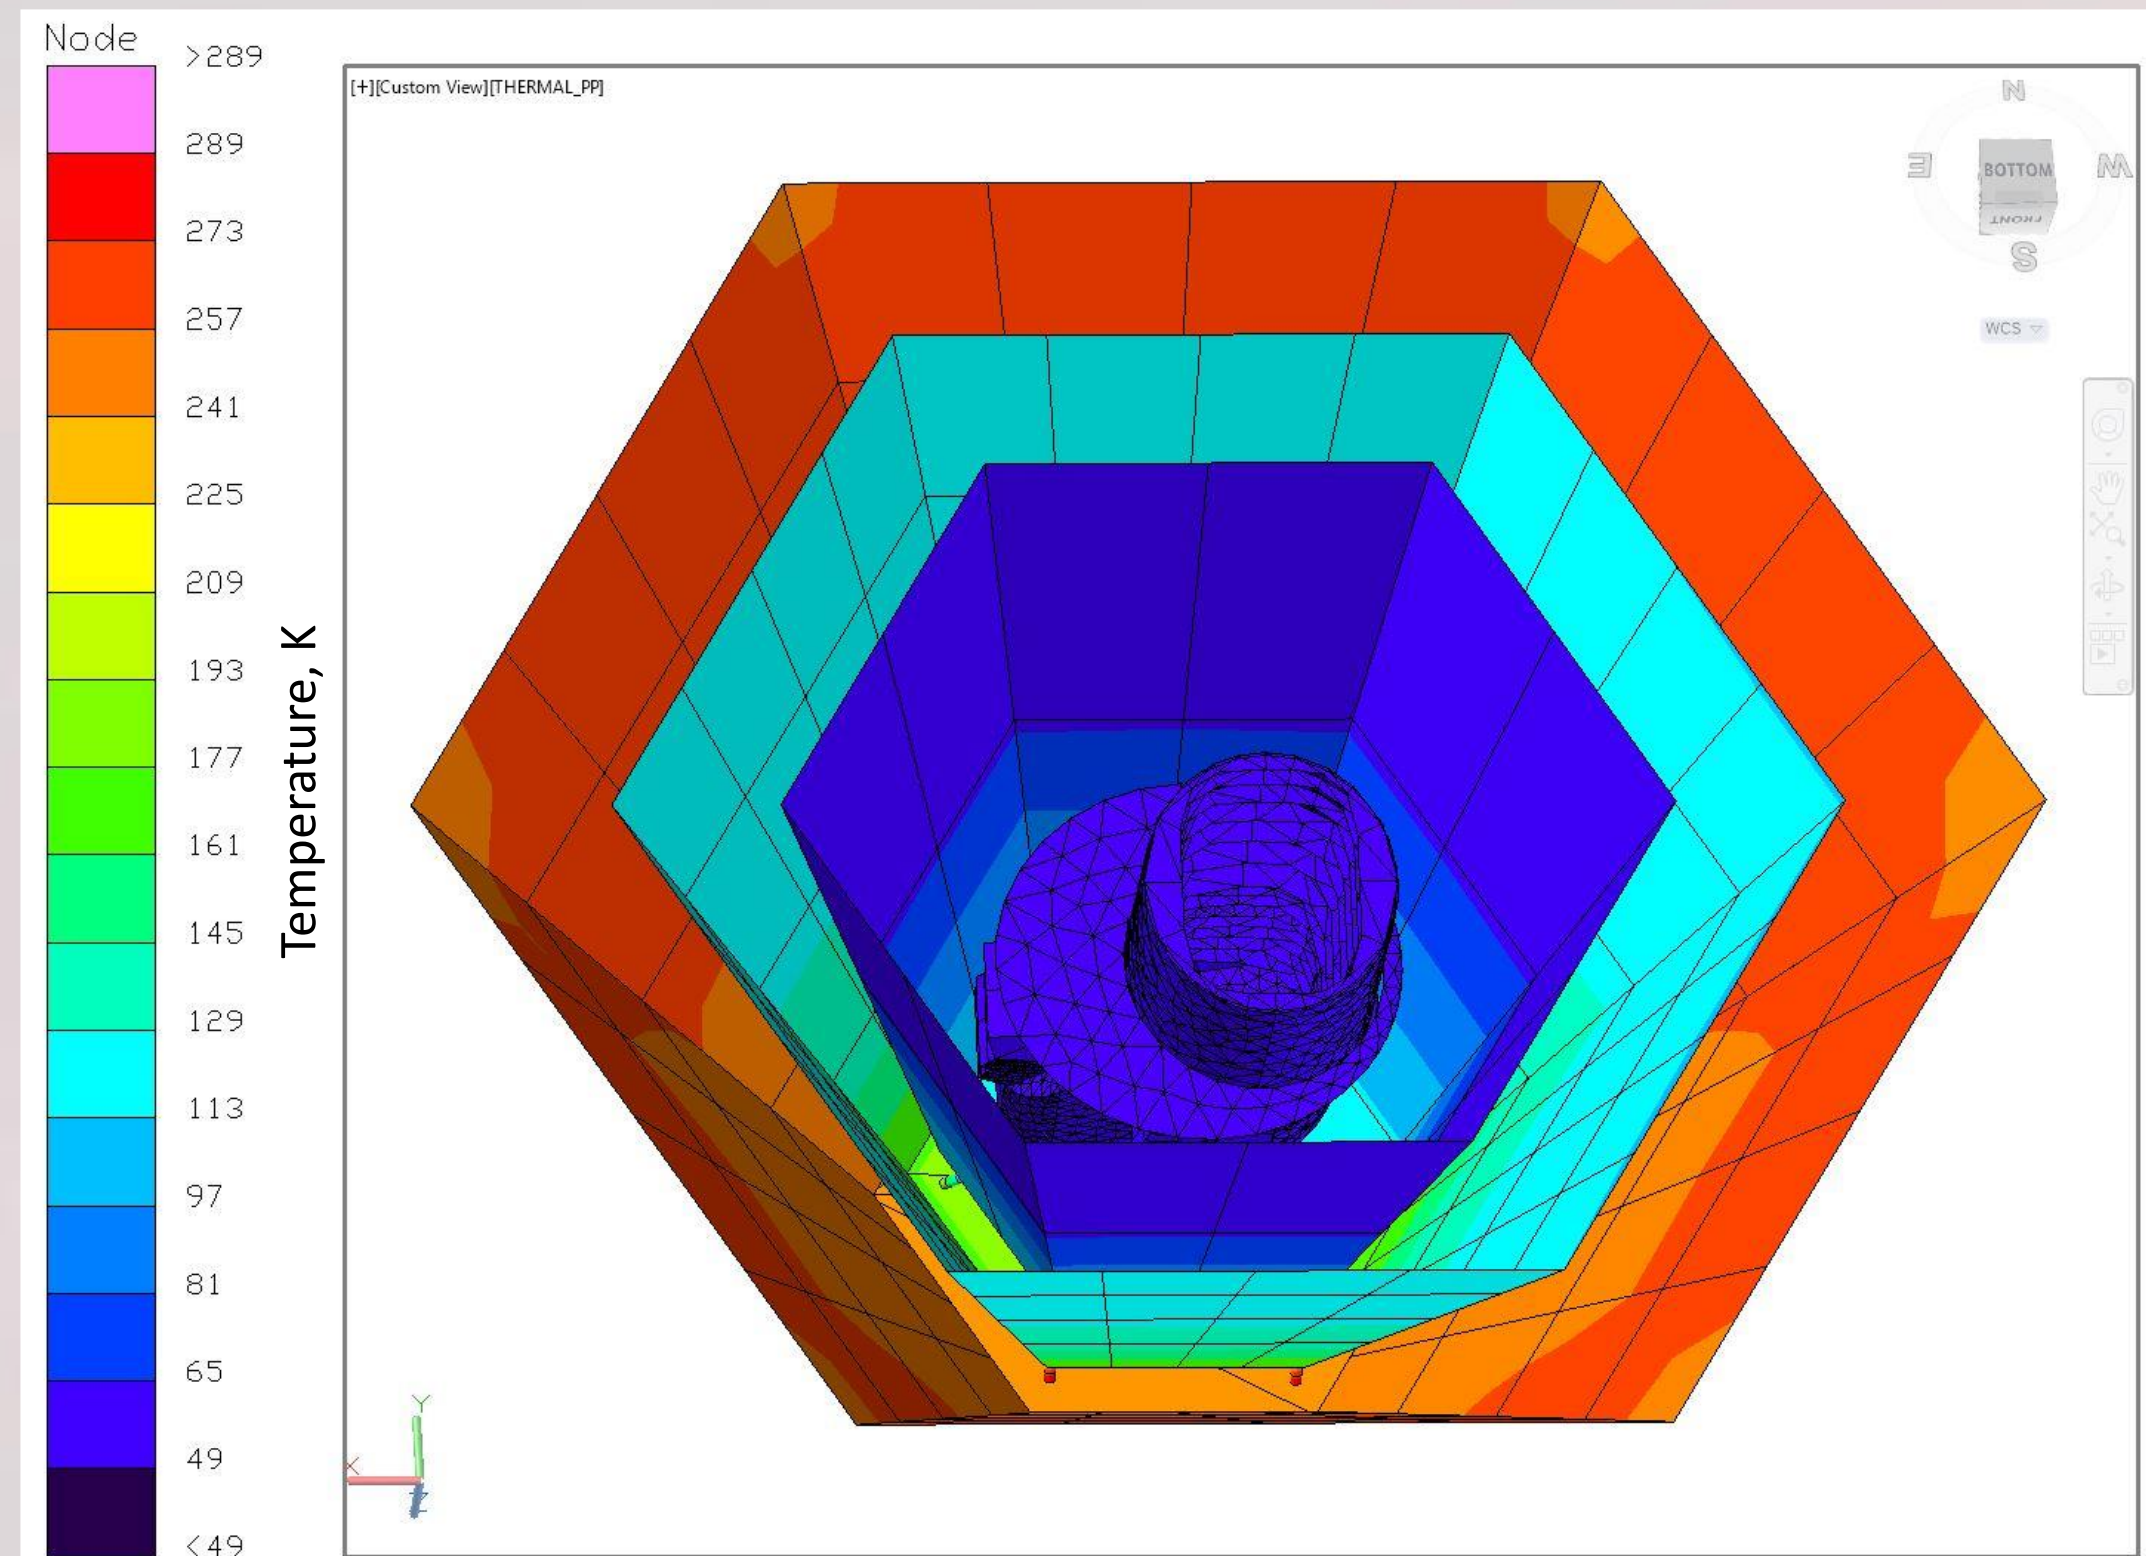 Node
>289
289
273
257
241
225
209
193
177
161
145
129
113
97
81
65
49
<49
Temperature, K
[+][Custom View][THERMAL_PP]
N
E
W
S
BOTTOM
FRONT
WCS
Y
X
Z